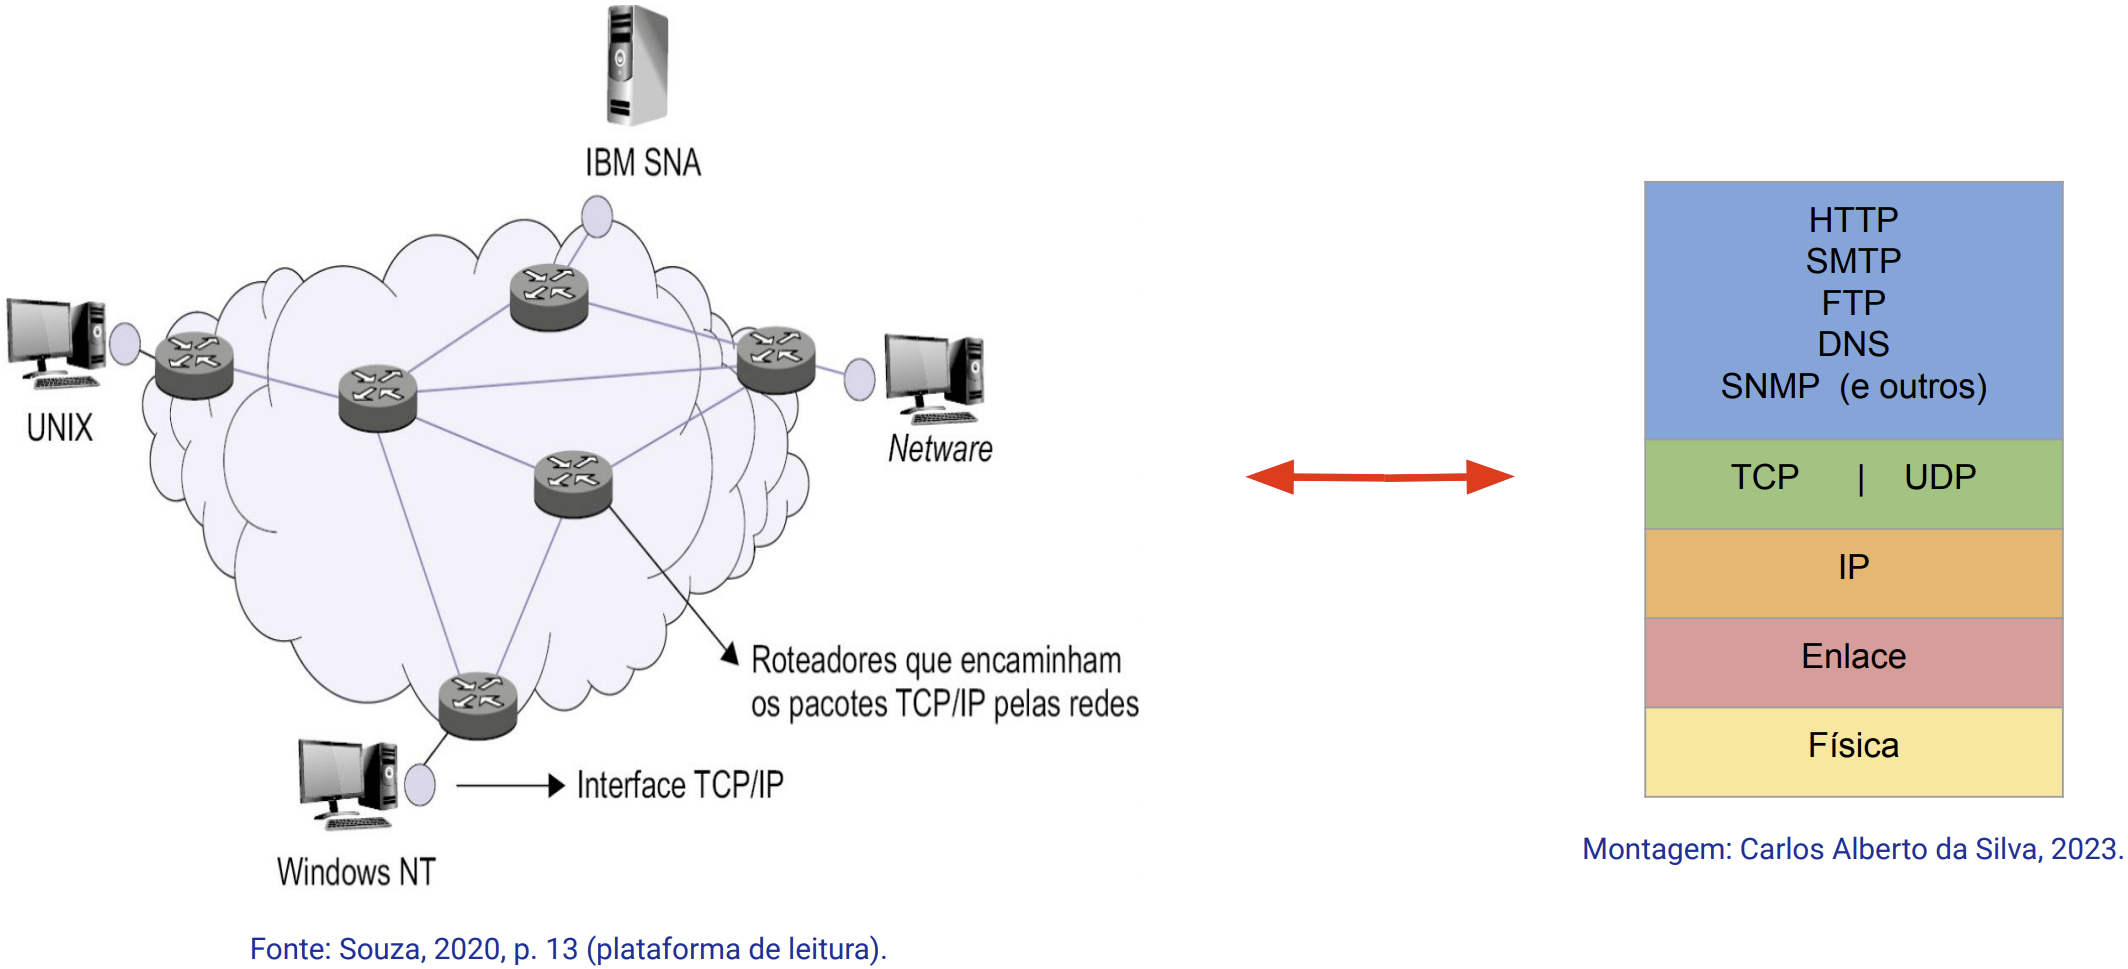 IBM SNA
UNIX
Netware
Roteadores que encaminham
os pacotes TCP/IP pelas redes
Interface TCP/IP
Windows NT
Fonte: Souza, 2020, p. 13 (plataforma de leitura).
HTTP
SMTP
FTP
DNS
SNMP (e outros)
TCP | UDP
IP
Enlace
Física
Montagem: Carlos Alberto da Silva, 2023.